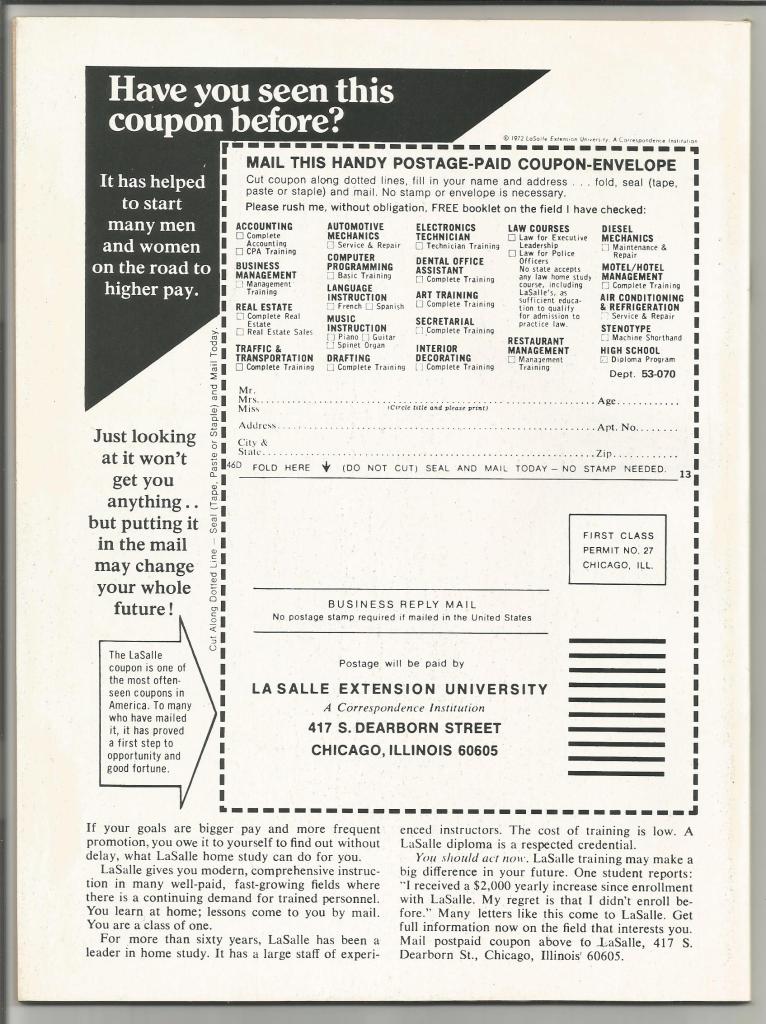 Have you seen this
coupon before?
© 1972 LaSalle Extension University, A Correspondence Institution
It has helped
to start
many men
and women
on the road to
higher pay.
Just looking
at it won't
get you
anything . .
but putting it
in the mail
may change
your whole
future!
The LaSalle
coupon is one of
the most often-
seen coupons in
America. To many
who have mailed
it, it has proved
a first step to
opportunity and
good fortune.
Cut Along Dotted Line — Seal (Tape, Paste or Staple) and Mail Today.
MAIL THIS HANDY POSTAGE-PAID COUPON-ENVELOPE
Cut coupon along dotted lines, fill in your name and address . . . fold, seal (tape,
paste or staple) and mail. No stamp or envelope is necessary.
Please rush me, without obligation, FREE booklet on the field I have checked:
ACCOUNTING
☐ Complete
Accounting
☐ CPA Training
BUSINESS
MANAGEMENT
☐ Management
Training
REAL ESTATE
☐ Complete Real
Estate
☐ Real Estate Sales
TRAFFIC &
TRANSPORTATION
☐ Complete Training
AUTOMOTIVE
MECHANICS
☐ Service & Repair
COMPUTER
PROGRAMMING
☐ Basic Training
LANGUAGE
INSTRUCTION
☐ French ☐ Spanish
MUSIC
INSTRUCTION
☐ Piano ☐ Guitar
☐ Spinet Organ
DRAFTING
☐ Complete Training
ELECTRONICS
TECHNICIAN
☐ Technician Training
DENTAL OFFICE
ASSISTANT
☐ Complete Training
ART TRAINING
☐ Complete Training
SECRETARIAL
☐ Complete Training
INTERIOR
DECORATING
☐ Complete Training
LAW COURSES
☐ Law for Executive
Leadership
☐ Law for Police
Officers
No state accepts
any law home study
course, including
LaSalle's, as
sufficient educa-
tion to qualify
for admission to
practice law.
RESTAURANT
MANAGEMENT
☐ Management
Training
DIESEL
MECHANICS
☐ Maintenance &
Repair
MOTEL/HOTEL
MANAGEMENT
☐ Complete Training
AIR CONDITIONING
& REFRIGERATION
☐ Service & Repair
STENOTYPE
☐ Machine Shorthand
HIGH SCHOOL
☐ Diploma Program
Dept. 53-070
Mr.
Mrs. Age
Miss (Circle title and please print)
Address Apt. No.
City &
State Zip
46D FOLD HERE ↓ (DO NOT CUT) SEAL AND MAIL TODAY — NO STAMP NEEDED. 13
FIRST CLASS
PERMIT NO. 27
CHICAGO, ILL.
BUSINESS REPLY MAIL
No postage stamp required if mailed in the United States
Postage will be paid by
LA SALLE EXTENSION UNIVERSITY
A Correspondence Institution
417 S. DEARBORN STREET
CHICAGO, ILLINOIS 60605
If your goals are bigger pay and more frequent
promotion, you owe it to yourself to find out without
delay, what LaSalle home study can do for you.
LaSalle gives you modern, comprehensive instruc-
tion in many well-paid, fast-growing fields where
there is a continuing demand for trained personnel.
You learn at home; lessons come to you by mail.
You are a class of one.
For more than sixty years, LaSalle has been a
leader in home study. It has a large staff of experi-
enced instructors. The cost of training is low. A
LaSalle diploma is a respected credential.
You should act now. LaSalle training may make a
big difference in your future. One student reports:
"I received a $2,000 yearly increase since enrollment
with LaSalle. My regret is that I didn't enroll be-
fore." Many letters like this come to LaSalle. Get
full information now on the field that interests you.
Mail postpaid coupon above to LaSalle, 417 S.
Dearborn St., Chicago, Illinois 60605.